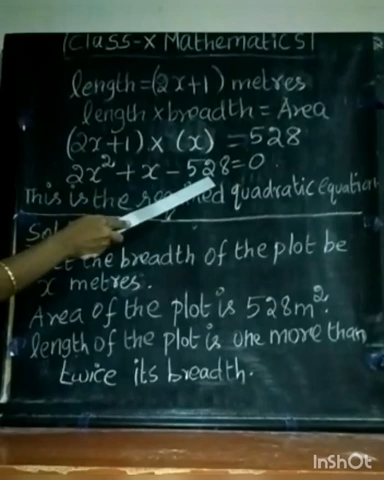 Class-X Mathematics
length=(2x+1) metres
length x breadth = Area
(2x+1) × (x) = 528
2x² + x - 528=0.
This is the required quadratic equation
Sol
the breadth of the plot be
x metres.
Area of the plot is 528m².
length of the plot is one more than
twice its breadth.
InShOt